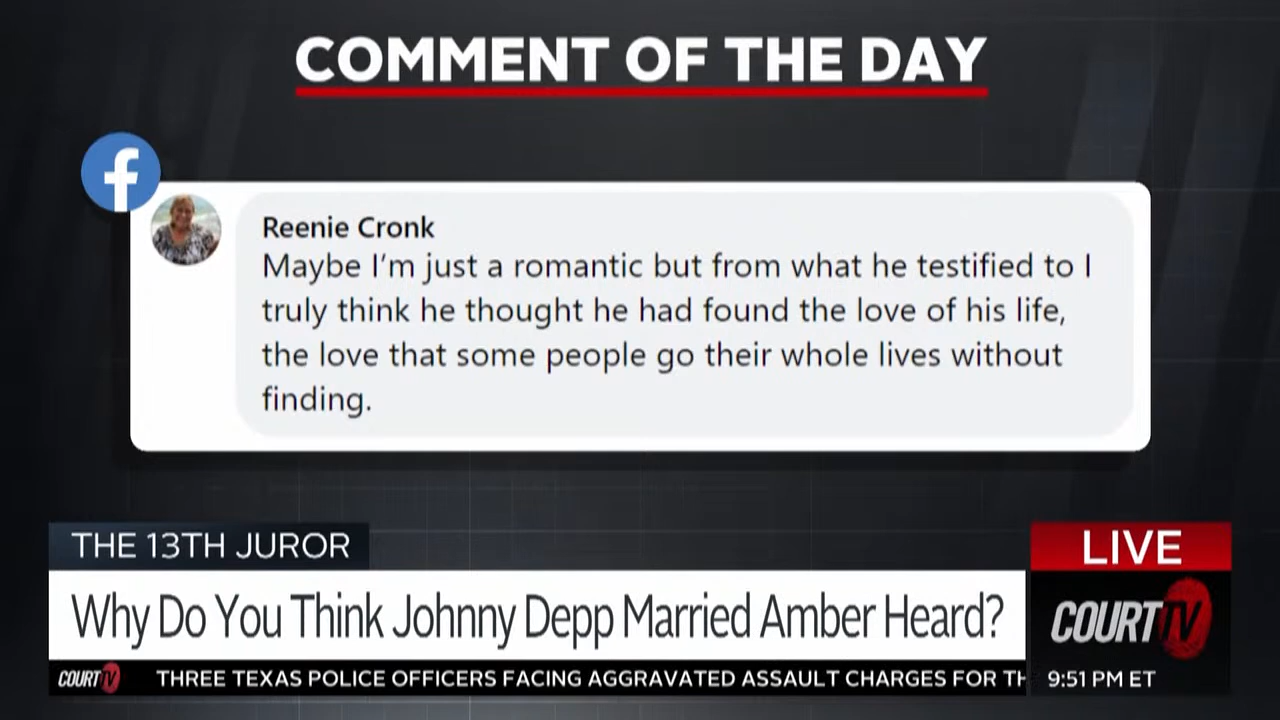 COMMENT OF THE DAY
f
Reenie Cronk
Maybe I'm just a romantic but from what he testified to I
truly think he thought he had found the love of his life,
the love that some people go their whole lives without
finding.
THE 13TH JUROR
LIVE
Why Do You Think Johnny Depp Married Amber Heard?
COURT TV
COURT TV THREE TEXAS POLICE OFFICERS FACING AGGRAVATED ASSAULT CHARGES FOR
9:51 PM ET